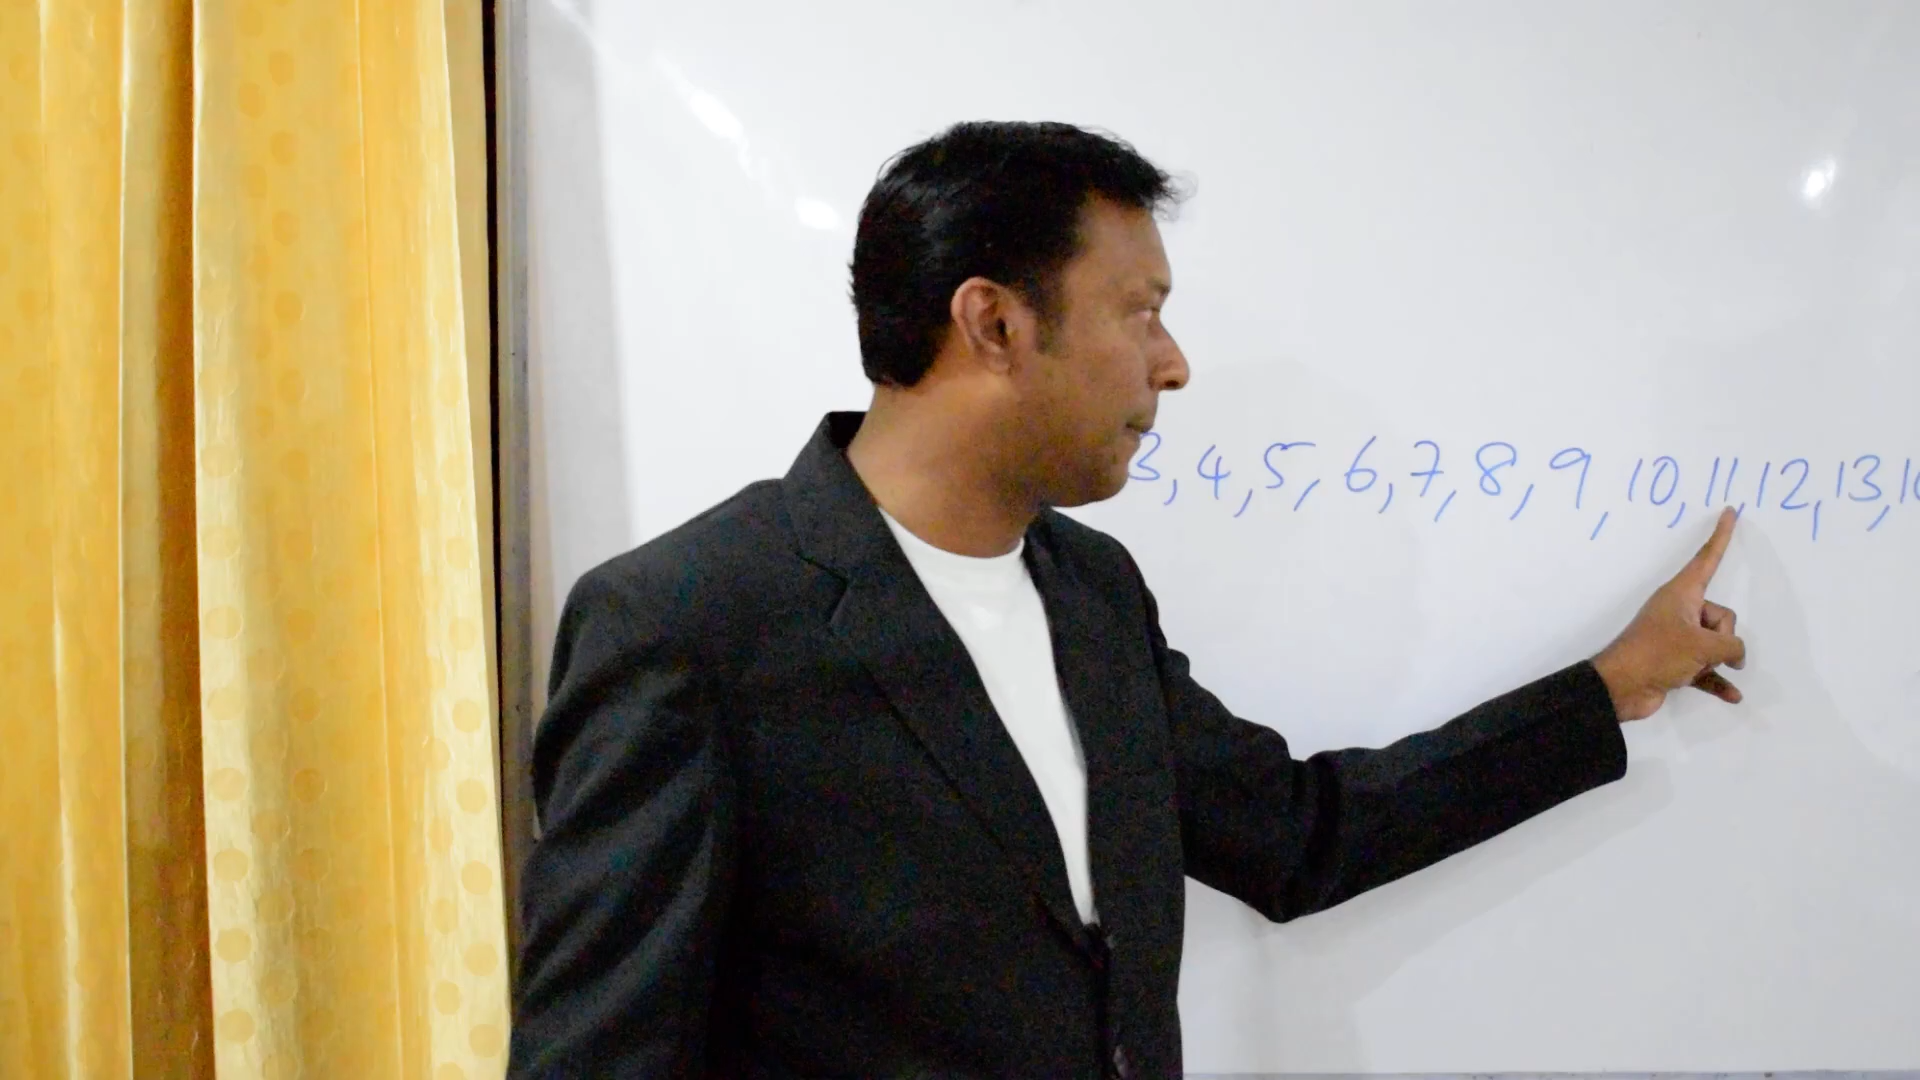 3, 4, 5, 6, 7, 8, 9, 10, 11, 12, 13,